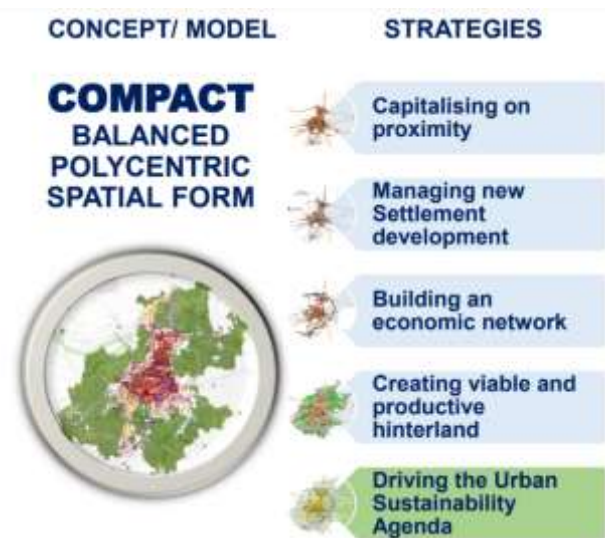 CONCEPT/ MODEL
STRATEGIES
COMPACT
BALANCED
POLYCENTRIC
SPATIAL FORM
Capitalising on
proximity
Managing new
Settlement
development
Building an
economic network
Creating viable and
productive
hinterland
Driving the Urban
Sustainability
Agenda